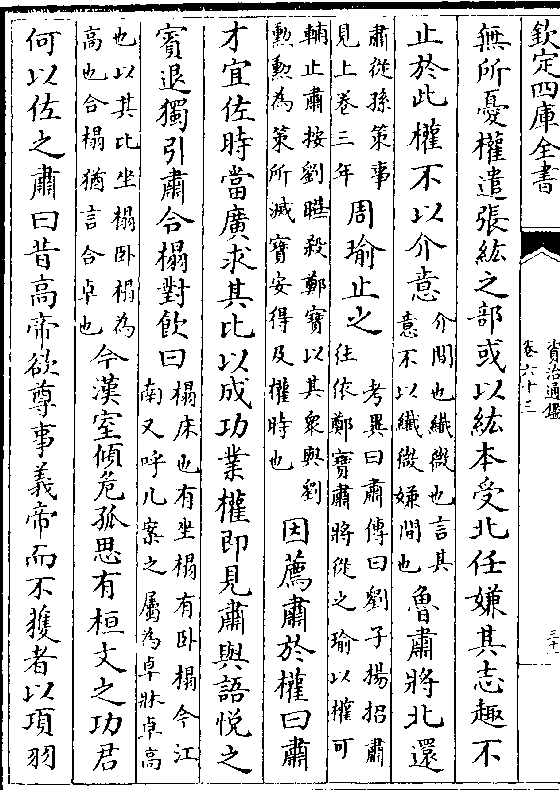 欽定四庫全書
資治通鑑
卷六十三
三十一
無所憂權遣張紘之部或以紘本受北任嫌其志趣不
止於此權不以介意介間也纖微也言其意不以纖微嫌間也魯肅將北還
肅從孫策事見上卷三年周瑜止之考異曰肅傳曰劉子揚招肅往依鄭寶肅將從之瑜以權可
輔止肅按劉曄殺鄭寶以其衆與劉勲勲為策所滅寶安得及權時也因薦肅於權曰肅
才宜佐時當廣求其比以成功業權即見肅與語悦之
賓退獨引肅合榻對飲曰榻床也有坐榻有卧榻今江南又呼几案之屬為卓牀卓高
也以其比坐榻卧榻為高也合榻猶言合卓也今漢室傾危孤思有桓文之功君
何以佐之肅曰昔高帝欲尊事義帝而不獲者以項羽